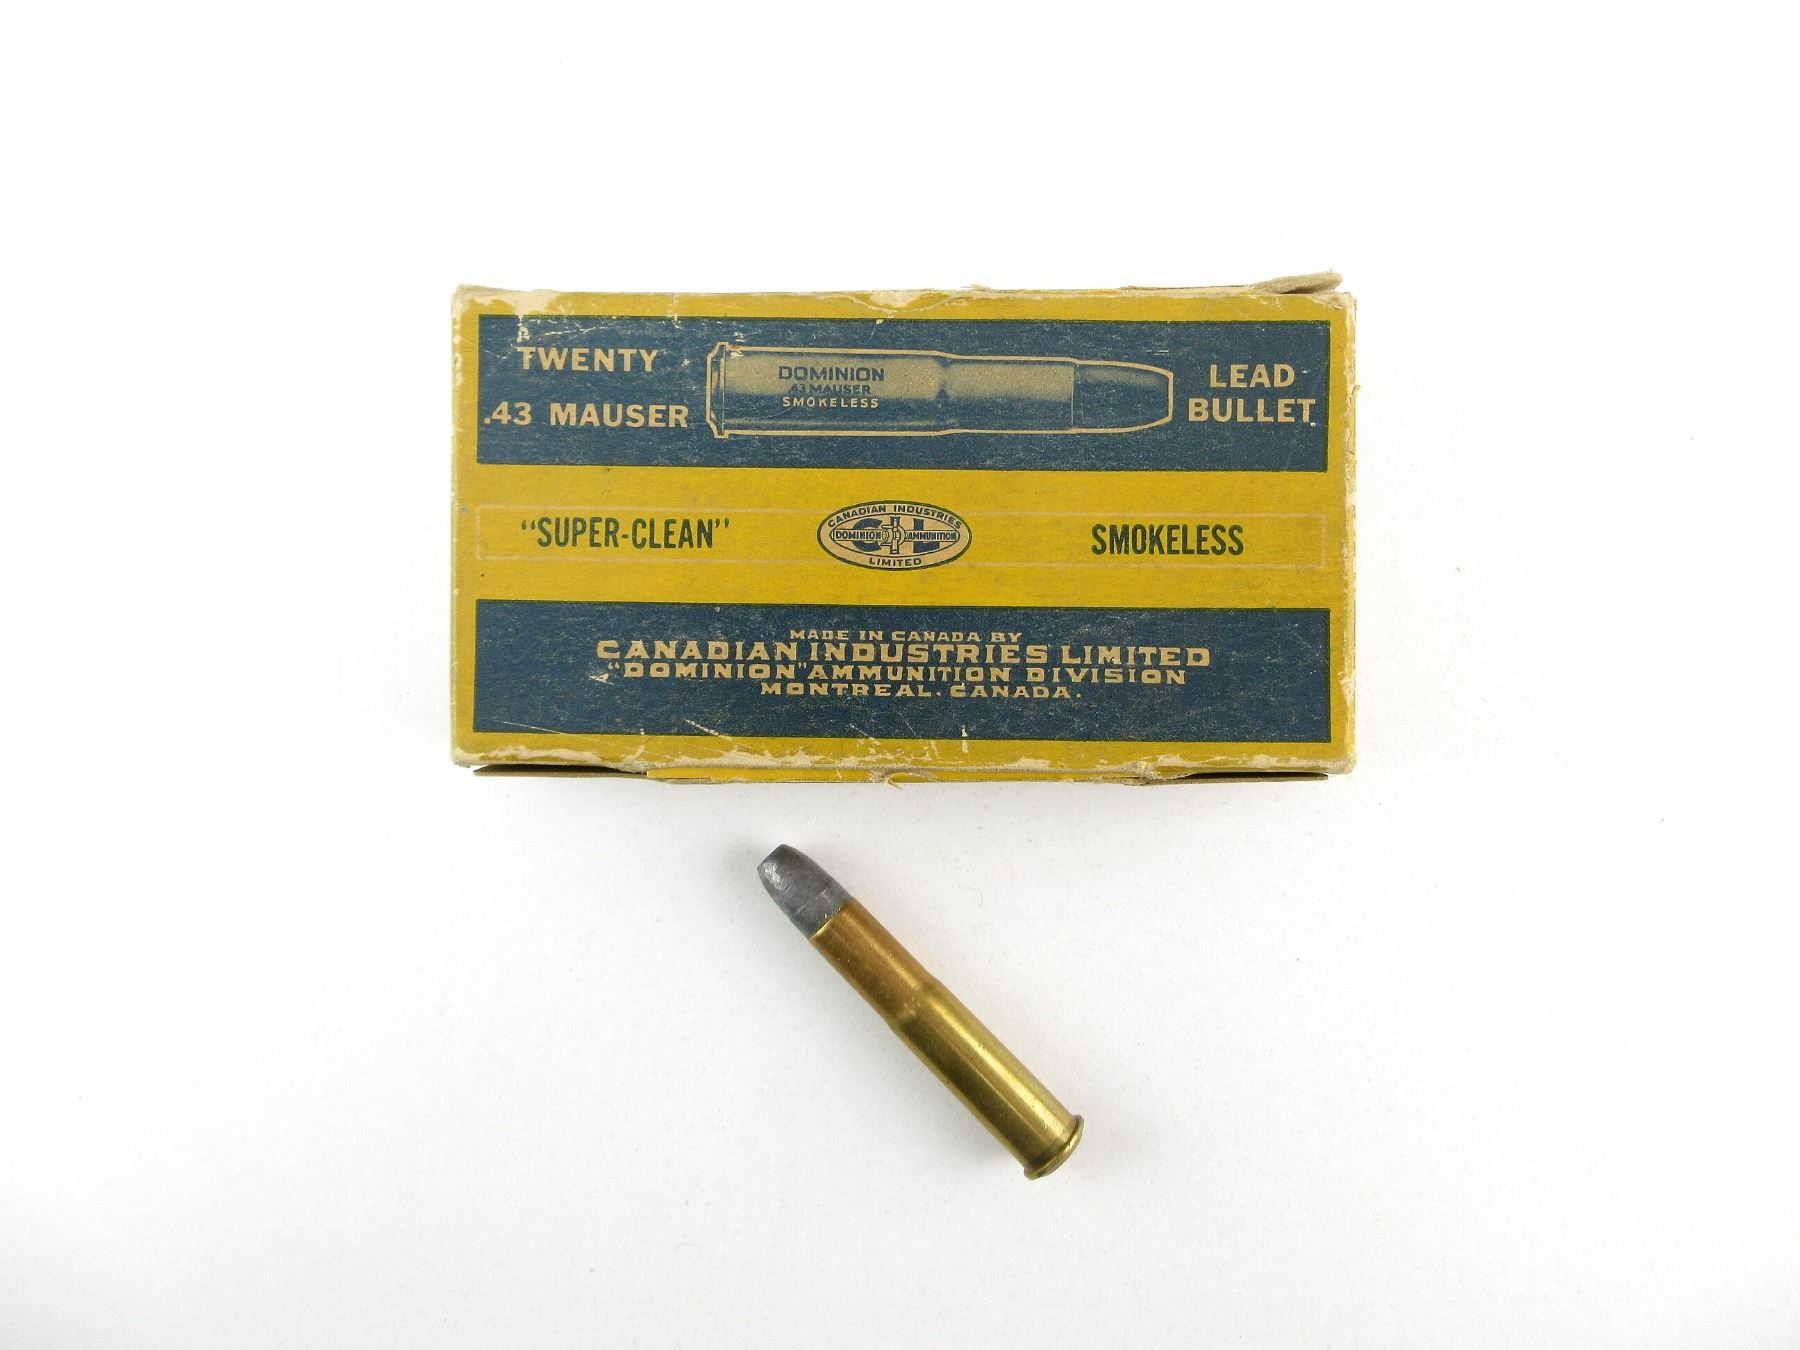 TWENTY
.43 MAUSER
DOMINION
.43 MAUSER
SMOKELESS
LEAD
BULLET.
"SUPER-CLEAN"
CANADIAN INDUSTRIES
CIL
DOMINION AMMUNITION
LIMITED
SMOKELESS
MADE IN CANADA BY
CANADIAN INDUSTRIES LIMITED
"DOMINION" AMMUNITION DIVISION
MONTREAL. CANADA.